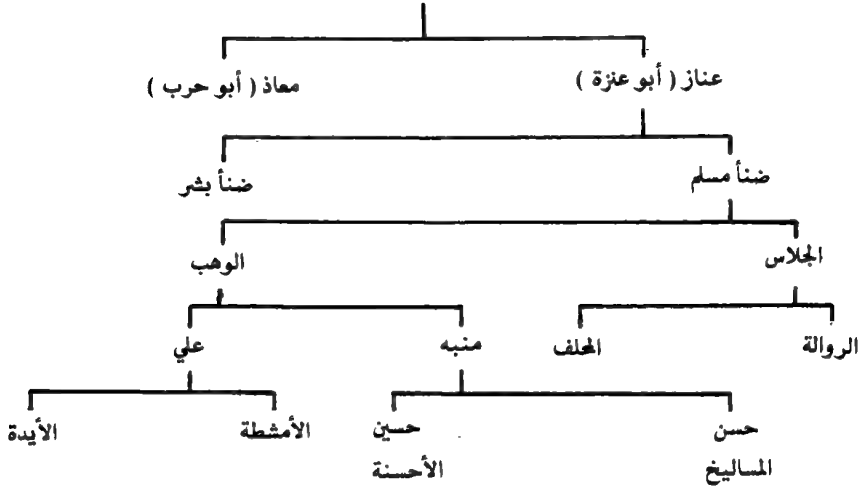 عناز ( أبو عنزة ) معاذ ( أبو حرب )
ضنأ مسلم ضنأ بشر
الجلاس الوهب
الروالة المحلف منبه علي
حسن حسين الأمشطة الأيدة
المساليخ الأحسنة